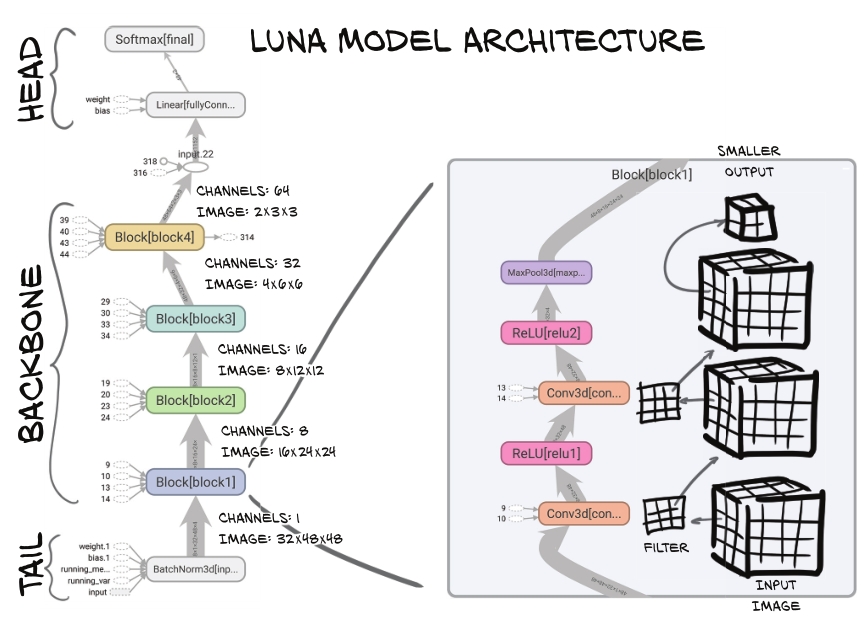 LUNA MODEL ARCHITECTURE
HEAD
Softmax[final]
Linear[fullyConn...
weight
bias
input.22
318
316
CHANNELS: 64
IMAGE: 2x3x3
BACKBONE
39
40
43
44
Block[block4]
314
CHANNELS: 32
IMAGE: 4x6x6
29
30
33
34
Block[block3]
CHANNELS: 16
IMAGE: 8x12x12
19
20
23
24
Block[block2]
CHANNELS: 8
IMAGE: 16x24x24
9
10
13
14
Block[block1]
CHANNELS: 1
IMAGE: 32x48x48
TAIL
weight.1
bias.1
running_me...
running_var
input
BatchNorm3d[inp...
SMALLER
OUTPUT
Block[block1]
MaxPool3d[maxp...
ReLU[relu2]
13
14
Conv3d[con...
ReLU[relu1]
9
10
Conv3d[con...
FILTER
INPUT
IMAGE